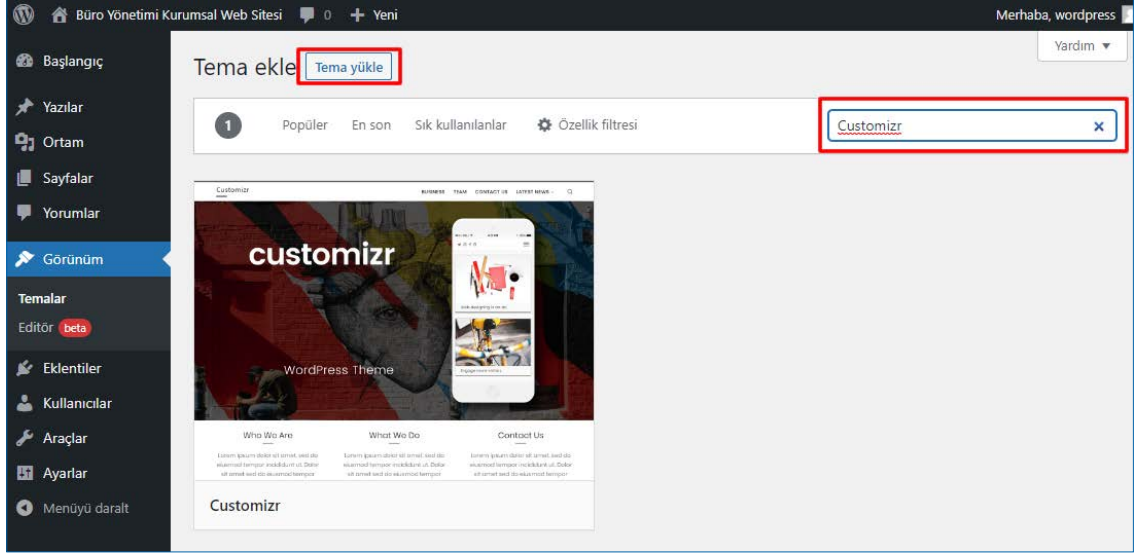 Büro Yönetimi Kurumsal Web Sitesi 0 + Yeni Merhaba, wordpress
Yardım ▼
Başlangıç
Yazılar
Ortam
Sayfalar
Yorumlar
Görünüm
Temalar
Editör beta
Eklentiler
Kullanıcılar
Araçlar
Ayarlar
Menüyü daralt
Tema ekle Tema yükle
1 Popüler En son Sık kullanılanlar Özellik filtresi Customizr ×
Customizr BUSINESS TEAM CONTACT US LATEST NEWS
customizr
WordPress Theme
Who We Are What We Do Contact Us
Customizr